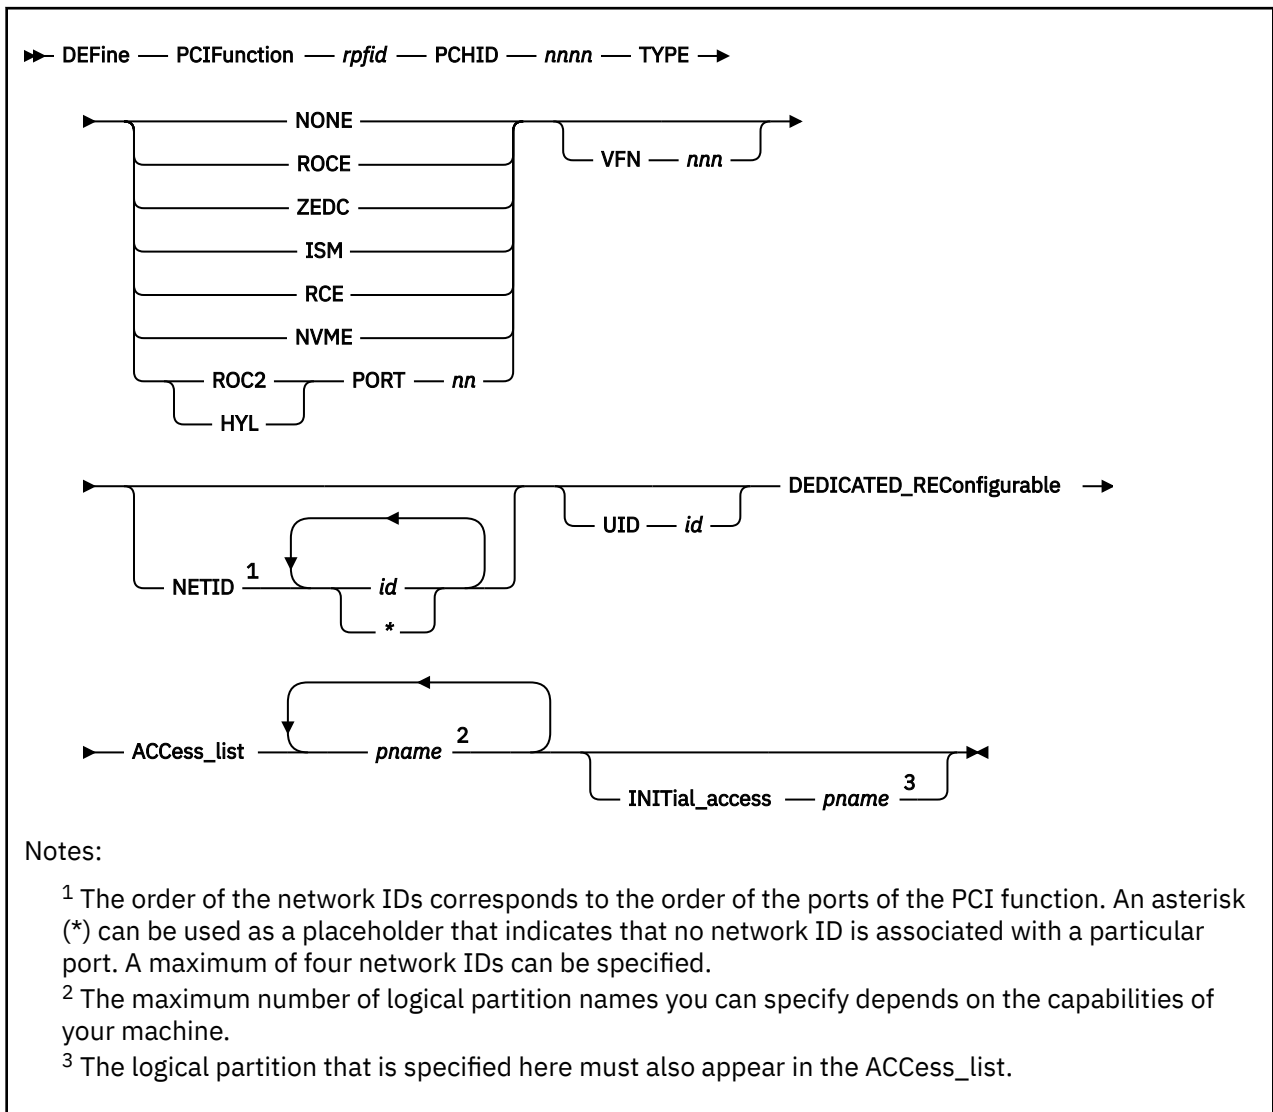 DEFine PCIFunction rpfid PCHID nnnn TYPE
NONE
ROCE
ZEDC
ISM
RCE
NVME
ROC2 PORT nn
HYL
VFN nnn
NETID 1 id
*
UID id
DEDICATED_REConfigurable
ACCess_list pname 2
INITial_access pname 3
Notes:
1 The order of the network IDs corresponds to the order of the ports of the PCI function. An asterisk
(*) can be used as a placeholder that indicates that no network ID is associated with a particular
port. A maximum of four network IDs can be specified.
2 The maximum number of logical partition names you can specify depends on the capabilities of
your machine.
3 The logical partition that is specified here must also appear in the ACCess_list.